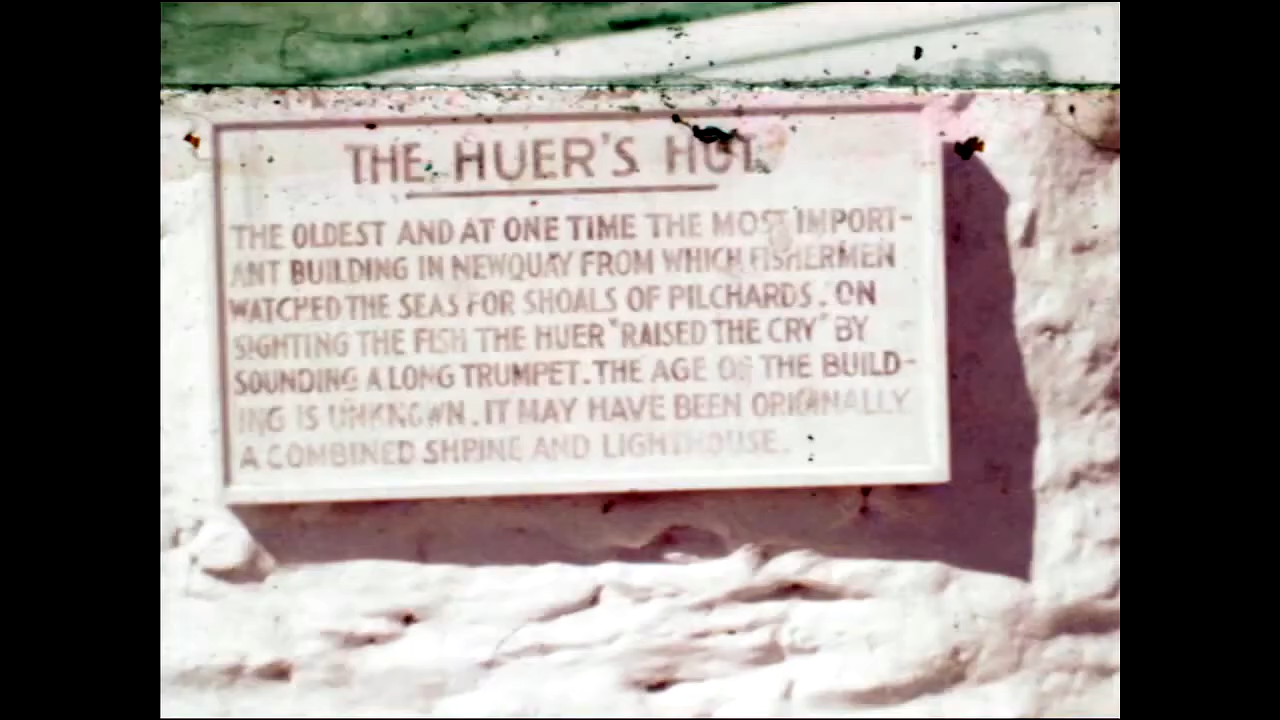 THE HUER'S HUT
THE OLDEST AND AT ONE TIME THE MOST IMPORT-
ANT BUILDING IN NEWQUAY FROM WHICH FISHERMEN
WATCHED THE SEAS FOR SHOALS OF PILCHARDS. ON
SIGHTING THE FISH THE HUER "RAISED THE CRY" BY
SOUNDING A LONG TRUMPET. THE AGE OF THE BUILD-
ING IS UNKNOWN. IT MAY HAVE BEEN ORIGINALLY
A COMBINED SHRINE AND LIGHTHOUSE.